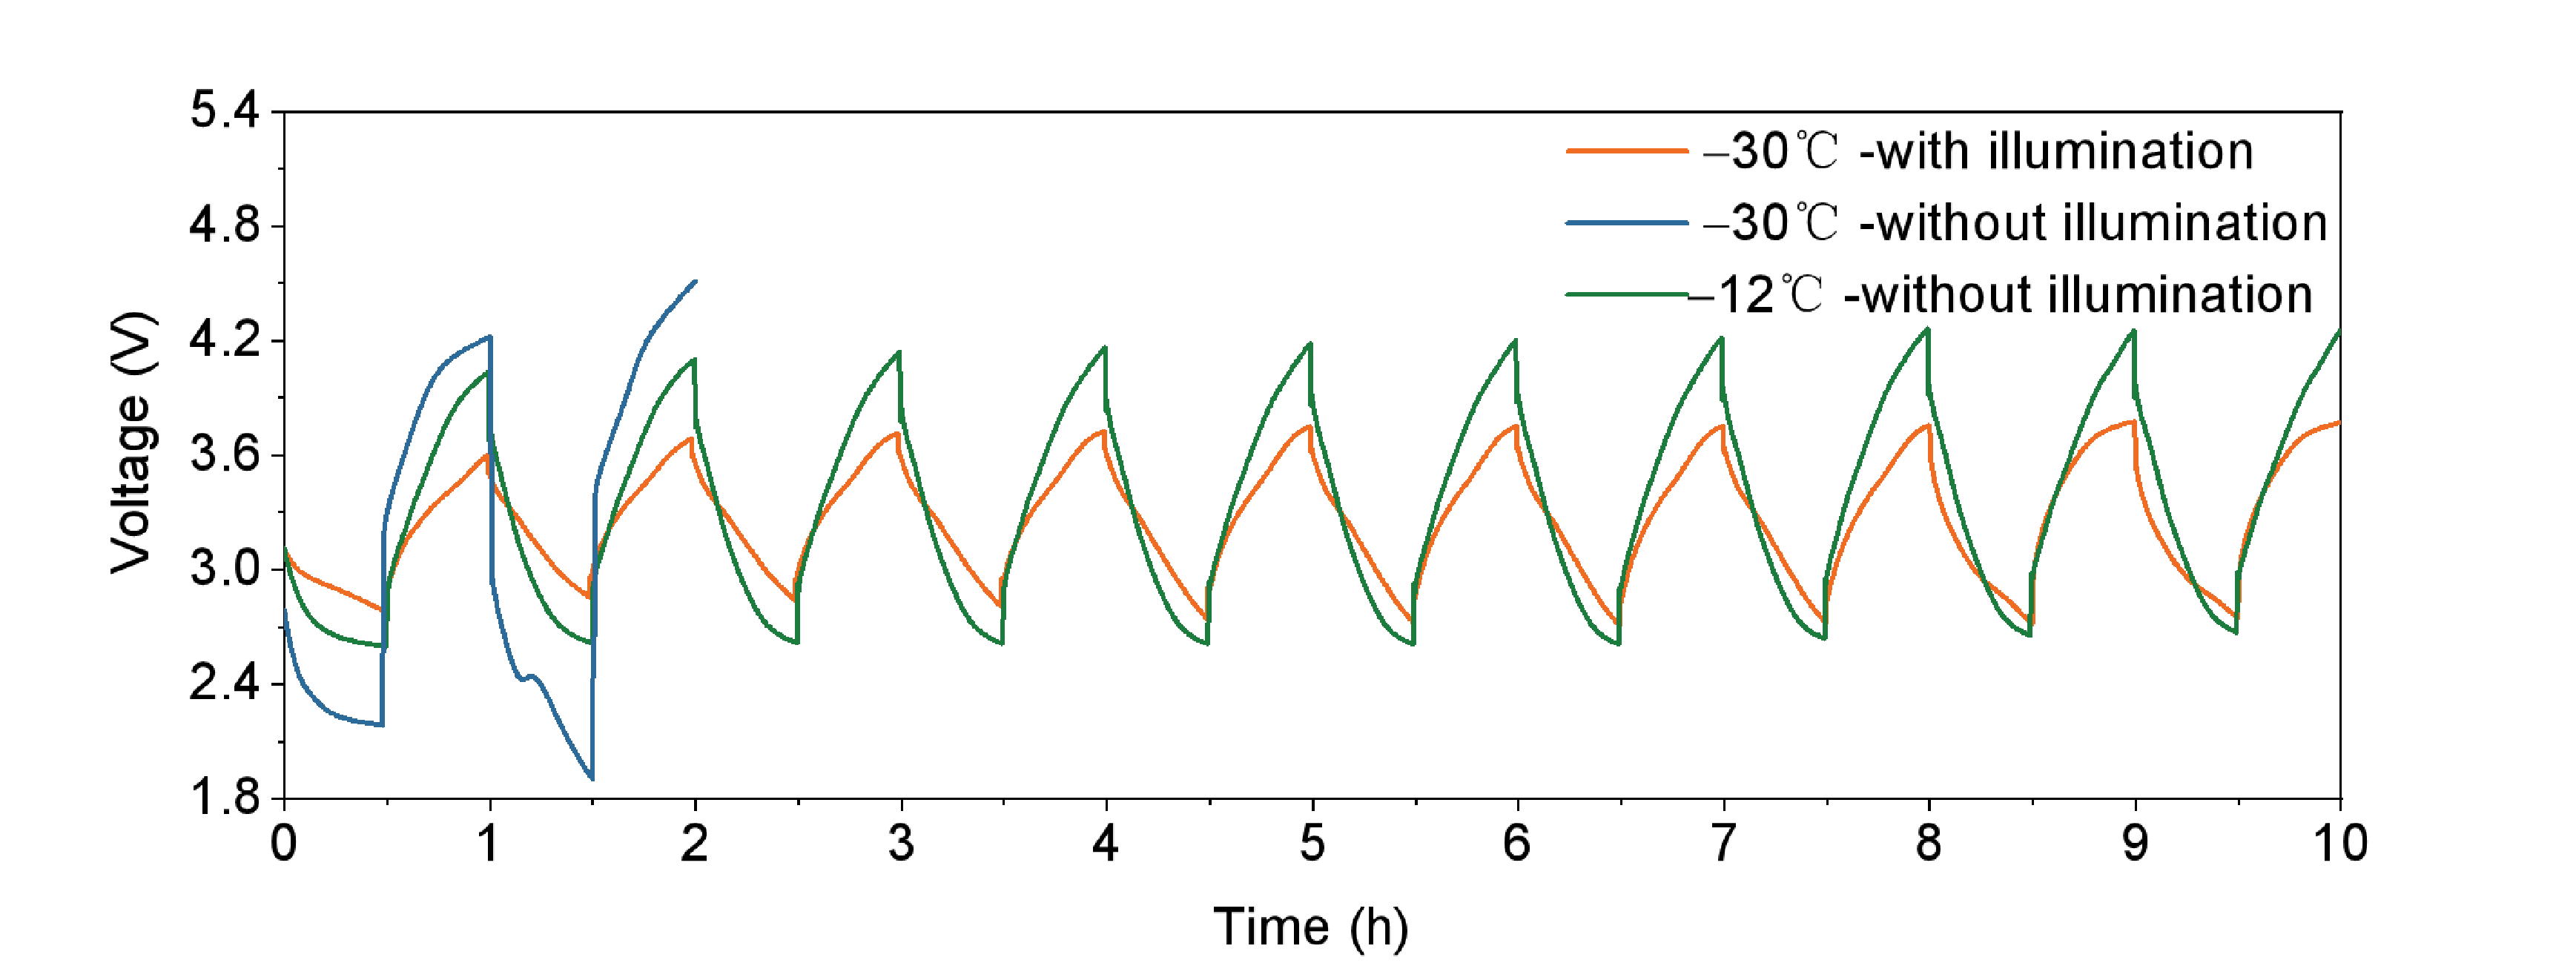 5.4
4.8
4.2
3.6
3.0
2.4
1.8
Voltage (V)
–30℃ -with illumination
–30℃ -without illumination
–12℃ -without illumination
0 1 2 3 4 5 6 7 8 9 10
Time (h)